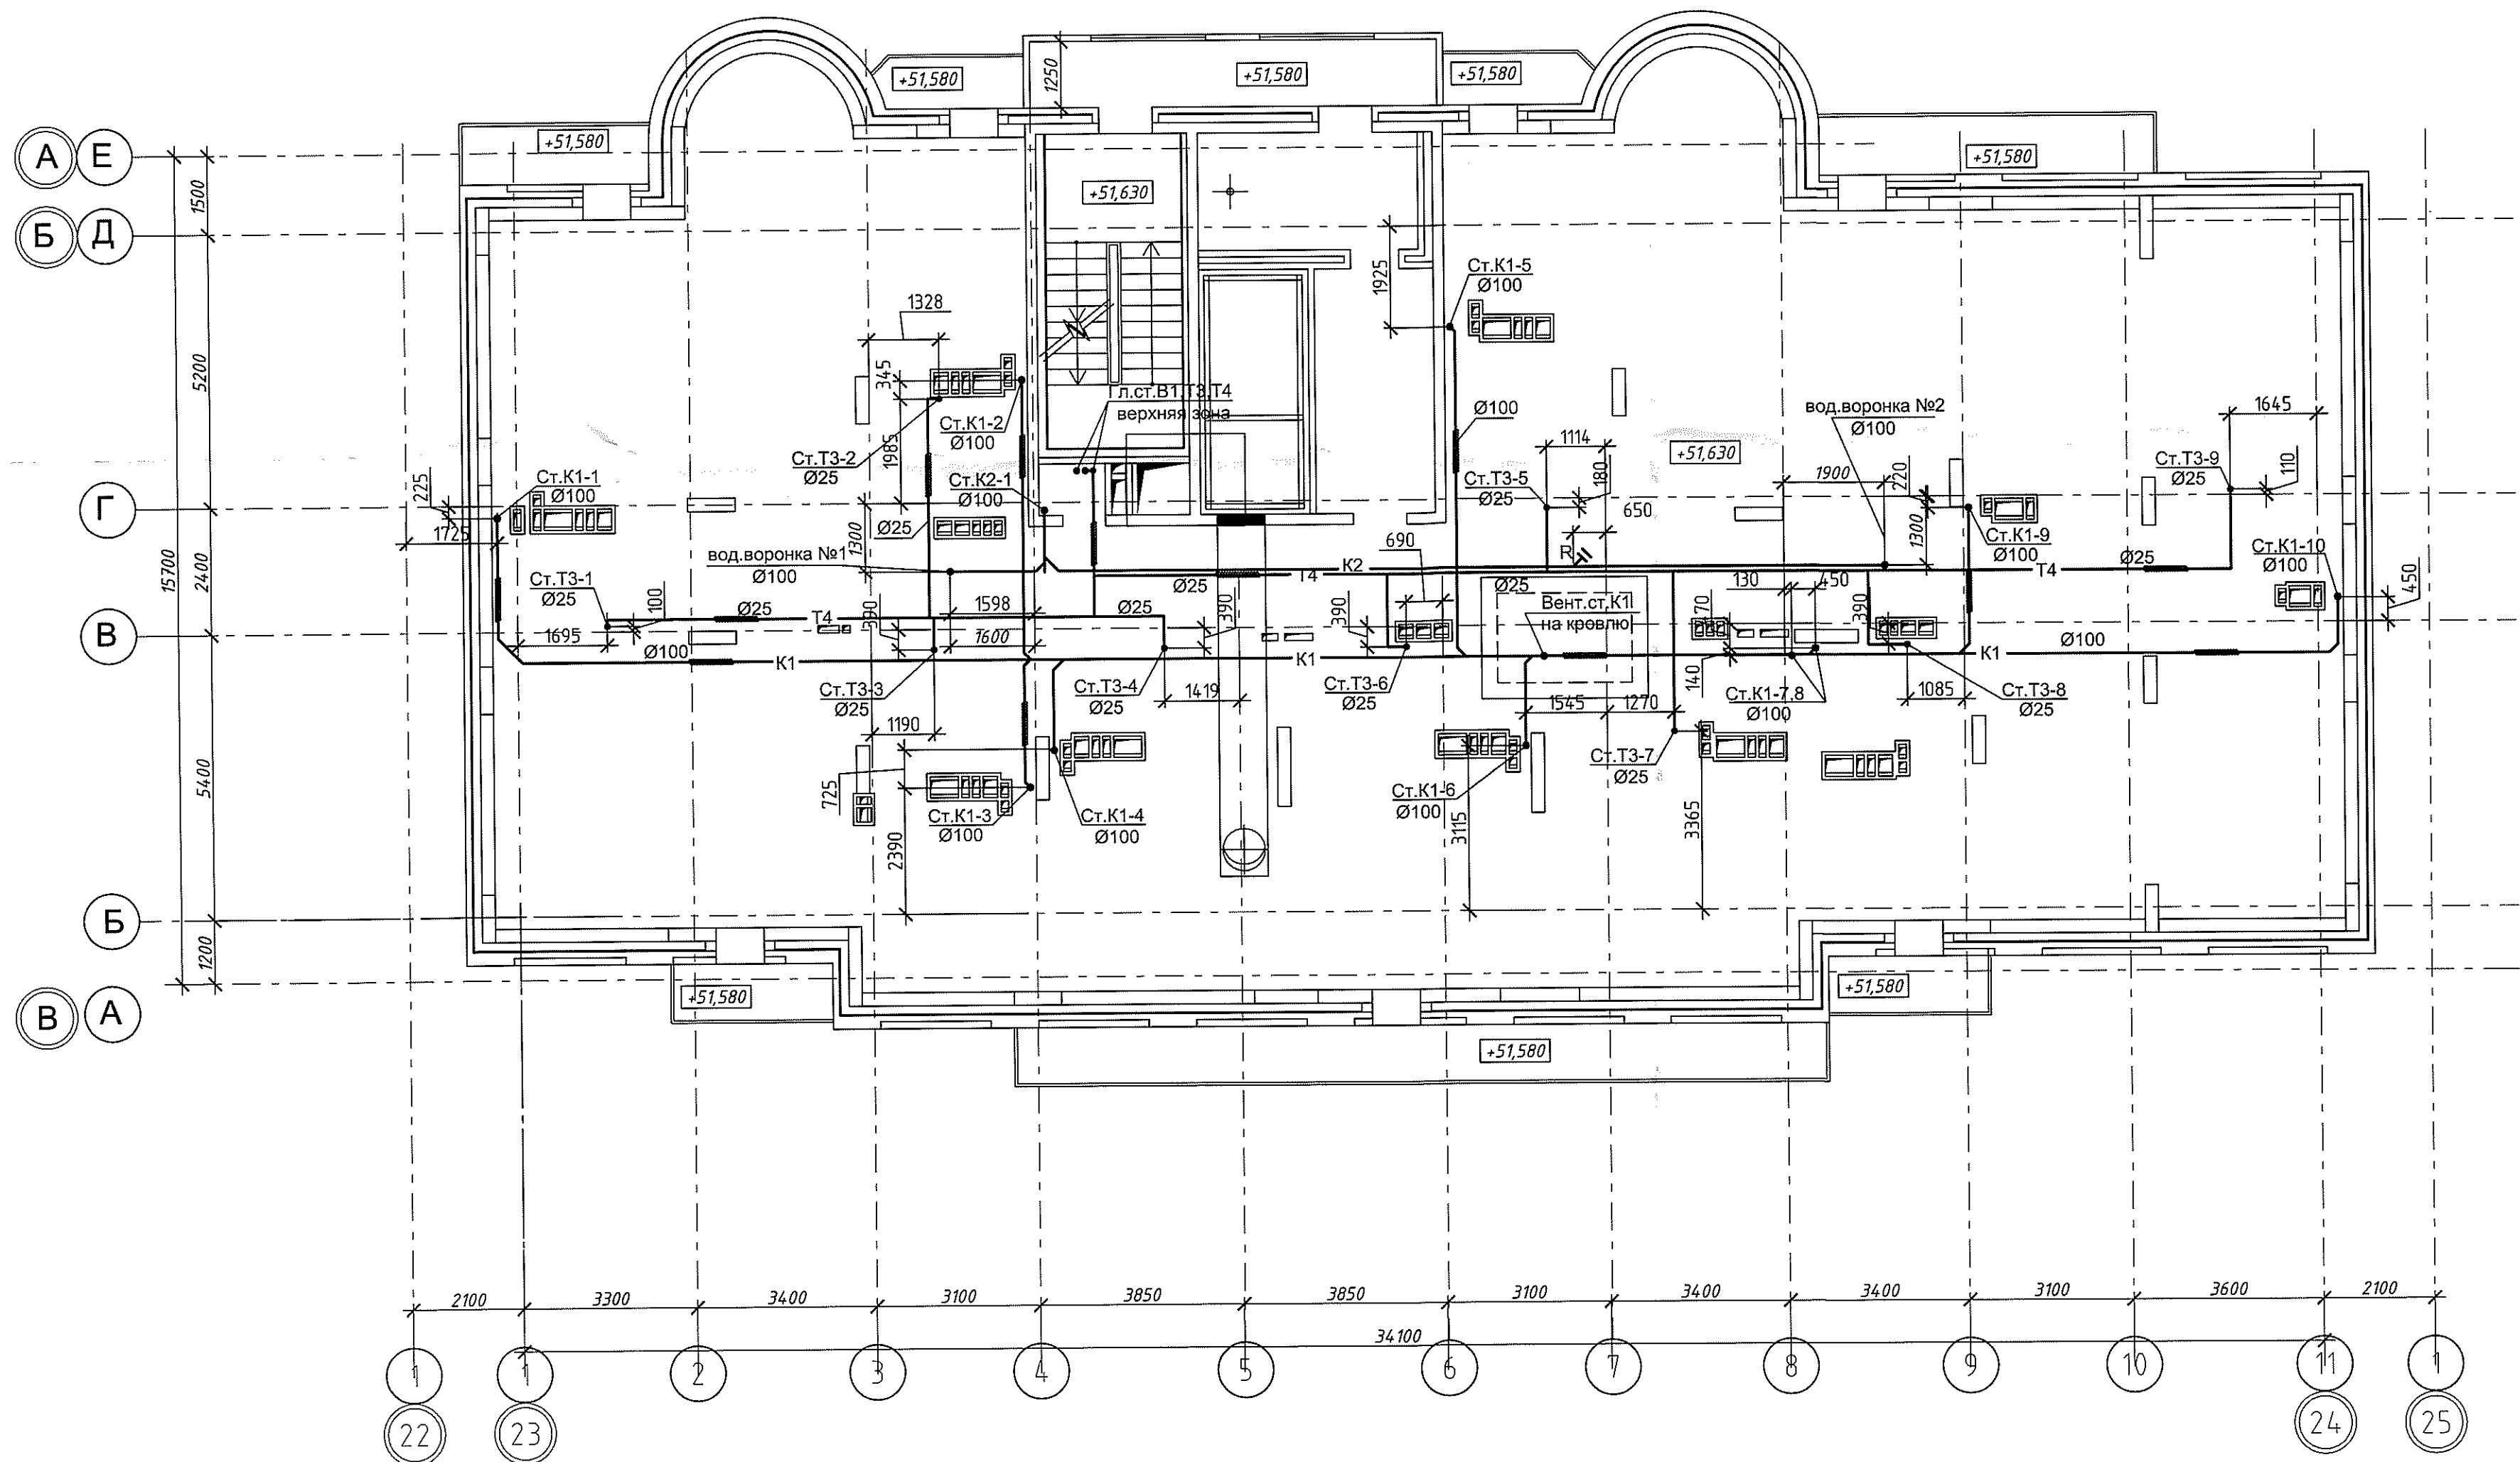 +51,580
+51,580
+51,580
+51,580
+51,580
1250
А
Е
1500
+51,630
Б
Д
5200
1925
Ст.К1-5
Ø100
1328
345
1985
Гл.ст.В1,Т3,Т4
верхняя зона
Ст.К1-2
Ø100
Ст.Т3-2
Ø25
Ø100
вод.воронка №2
Ø100
1645
1114
180
+51,630
Ст.Т3-9
Ø25
110
225
Ст.К1-1
Ø100
Ст.К2-1
Ø100
Ст.Т3-5
Ø25
1900
220
Г
1725
Ø25
650
1300
Ст.К1-9
Ø100
Ст.К1-10
Ø100
15700
2400
вод.воронка №1
Ø100
1300
690
R
К2
Т4
Ø25
Ø25
Ø25
Т4
450
Ст.Т3-1
Ø25
100
Ø25
Т4
390
1598
Ø25
390
390
Вент.ст.К1
на кровлю
130
450
370
390
В
1695
Ø100
К1
1600
К1
К1
Ø100
Ст.Т3-3
Ø25
Ст.Т3-4
Ø25
1419
Ст.Т3-6
Ø25
1545
1270
140
Ст.К1-7,8
Ø100
1085
Ст.Т3-8
Ø25
1190
725
5400
Ст.Т3-7
Ø25
Ст.К1-6
Ø100
Ст.К1-3
Ø100
Ст.К1-4
Ø100
2390
3115
3365
Б
1200
+51,580
+51,580
В
А
+51,580
2100
3300
3400
3100
3850
3850
3100
3400
3400
3100
3600
2100
34100
1
1
2
3
4
5
6
7
8
9
10
11
1
22
23
24
25